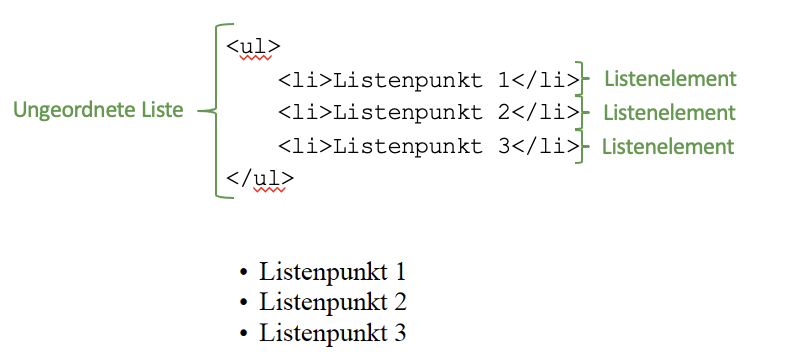 <ul>
<li>Listenpunkt 1</li> Listenelement
Ungeordnete Liste <li>Listenpunkt 2</li> Listenelement
<li>Listenpunkt 3</li> Listenelement
</ul>
• Listenpunkt 1
• Listenpunkt 2
• Listenpunkt 3